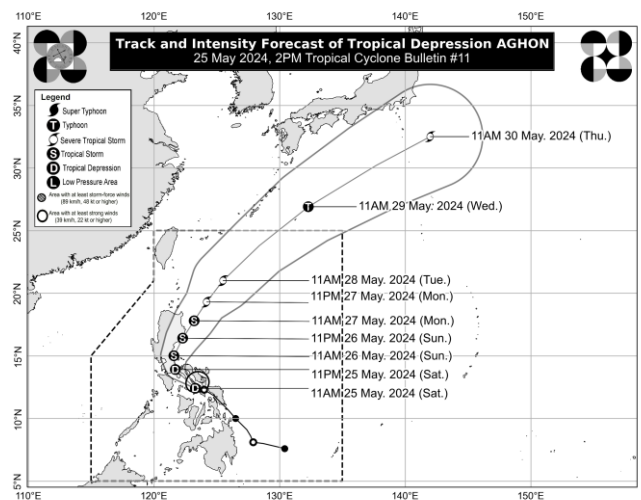 110°E 120°E 130°E 140°E 150°E
Track and Intensity Forecast of Tropical Depression AGHON
25 May 2024, 2PM Tropical Cyclone Bulletin #11
40°N
35°N
30°N
25°N
20°N
15°N
10°N
5°N
Legend
Super Typhoon
T Typhoon
Severe Tropical Storm
S Tropical Storm
D Tropical Depression
L Low Pressure Area
Area with at least storm-force winds
(89 km/h, 48 kt or higher)
Area with at least strong winds
(39 km/h, 22 kt or higher)
11AM 30 May. 2024 (Thu.)
T 11AM 29 May. 2024 (Wed.)
11AM 28 May. 2024 (Tue.)
11PM 27 May. 2024 (Mon.)
S 11AM 27 May. 2024 (Mon.)
S 11PM 26 May. 2024 (Sun.)
S 11AM 26 May. 2024 (Sun.)
D 11PM 25 May. 2024 (Sat.)
D 11AM 25 May. 2024 (Sat.)
120°E 130°E 140°E 150°E